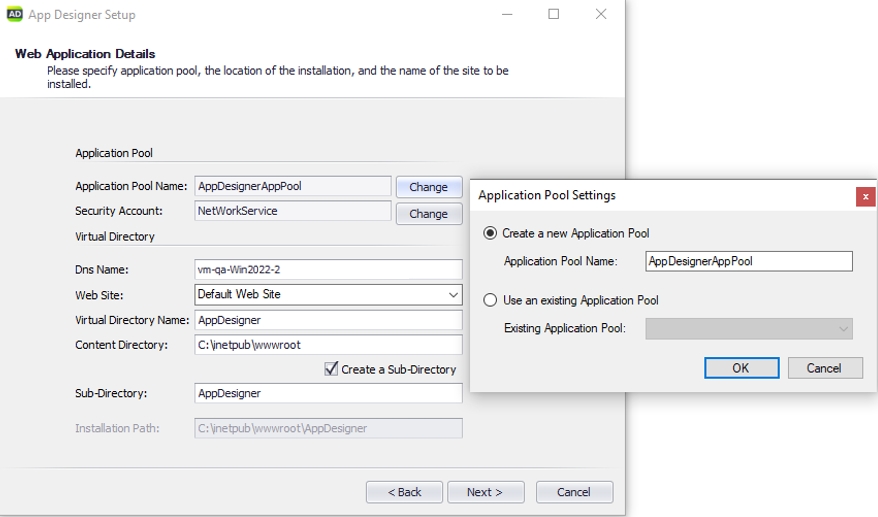 AD App Designer Setup
Web Application Details
Please specify application pool, the location of the installation, and the name of the site to be
installed.
Application Pool
Application Pool Name: AppDesignerAppPool Change
Security Account: NetWorkService Change
Virtual Directory
Dns Name: vm-qa-Win2022-2
Web Site: Default Web Site
Virtual Directory Name: AppDesigner
Content Directory: C:\inetpub\wwwroot
Create a Sub-Directory
Sub-Directory: AppDesigner
Installation Path: C:\inetpub\wwwroot\AppDesigner
< Back Next > Cancel
Application Pool Settings x
Create a new Application Pool
Application Pool Name: AppDesignerAppPool
Use an existing Application Pool
Existing Application Pool:
OK Cancel